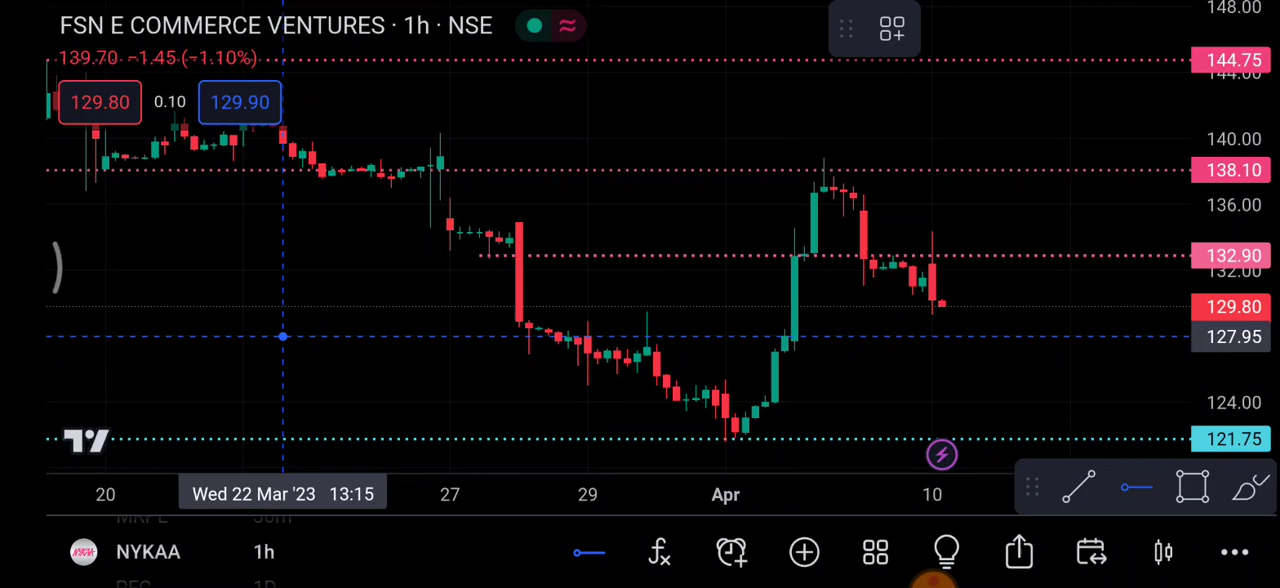 148.00
FSN E COMMERCE VENTURES · 1h · NSE
139.70 −1.45 (−1.10%)
144.75
144.00
129.80 0.10 129.90
140.00
138.10
136.00
132.90
132.00
129.80
127.95
124.00
121.75
20 Wed 22 Mar '23 13:15 27 29 Apr 10
NYKAA 1h